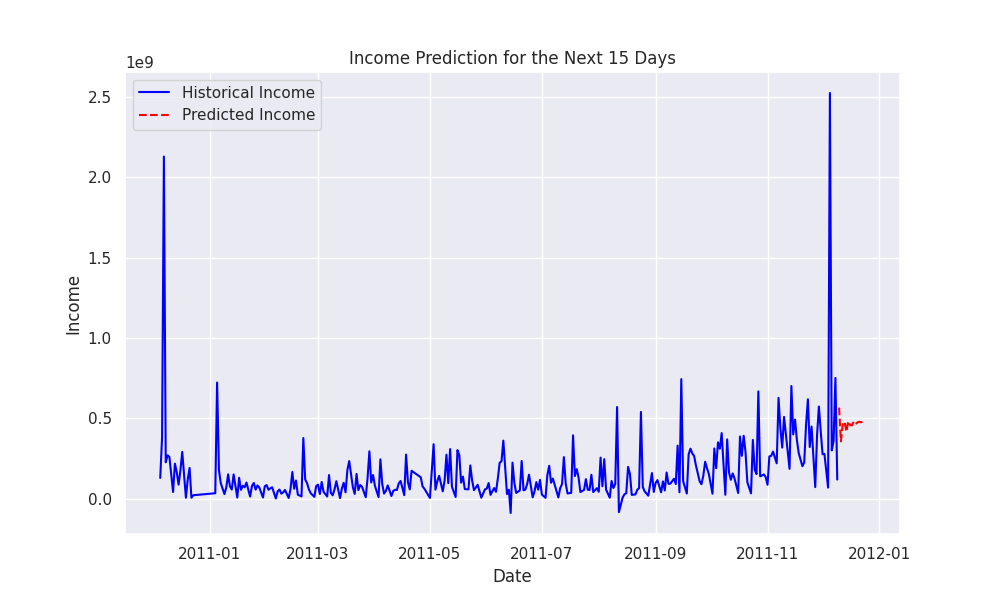 Income Prediction for the Next 15 Days
1e9
Historical Income
Predicted Income
2.5
2.0
1.5
1.0
0.5
0.0
Income
2011-01 2011-03 2011-05 2011-07 2011-09 2011-11 2012-01
Date